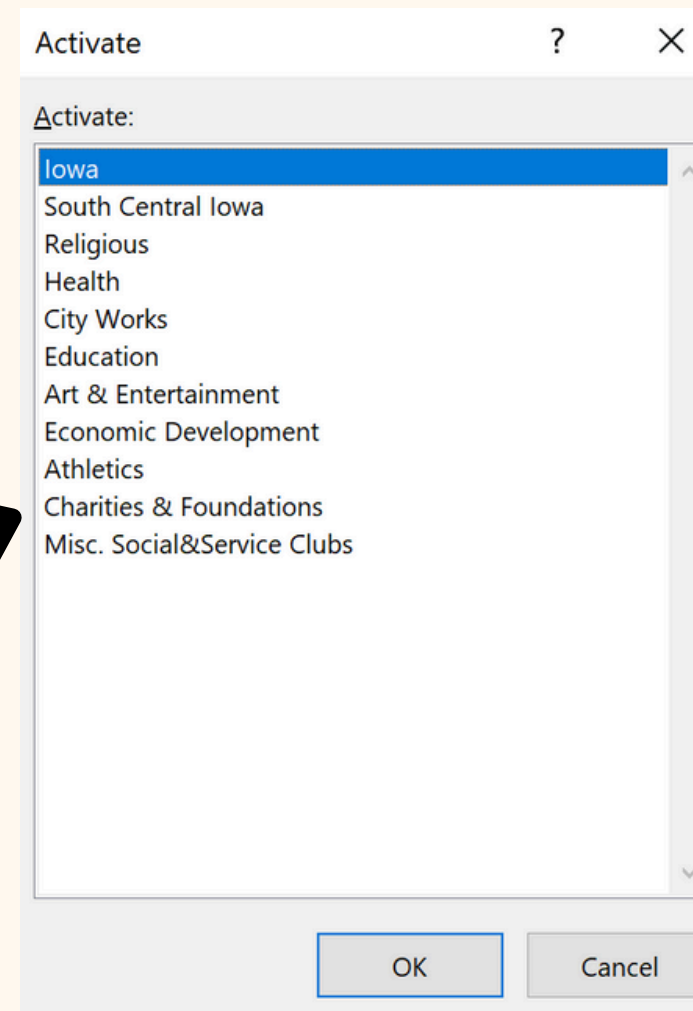 Activate ?
Activate:
Iowa
South Central Iowa
Religious
Health
City Works
Education
Art & Entertainment
Economic Development
Athletics
Charities & Foundations
Misc. Social&Service Clubs
OK Cancel